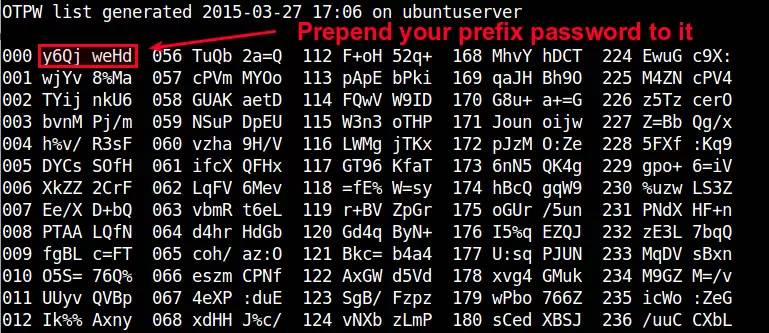 OTPW list generated 2015-03-27 17:06 on ubuntuserver
Prepend your prefix password to it
000 y6Qj weHd  056 TuQb 2a=Q  112 F+oH 52q+  168 MhvY hDCT  224 EwuG c9X:
001 wjYv 8%Ma  057 cPVm MYOo  113 pApE bPki  169 qaJH Bh9O  225 M4ZN cPV4
002 TYij nkU6  058 GUAK aetD  114 FQwV W9ID  170 G8u+ a+=G  226 z5Tz cerO
003 bvnM Pj/m  059 NSuP DpEU  115 W3n3 oTHP  171 Joun oijw  227 Z=Bb Qg/x
004 h%v/ R3sF  060 vzha 9H/V  116 LWMg jTKx  172 pJzM O:Ze  228 5FXf :Kq9
005 DYCs SOfH  061 ifcX QFHx  117 GT96 KfaT  173 6nN5 QK4g  229 gpo+ 6=iV
006 XkZZ 2CrF  062 LqFV 6Mev  118 =fE% W=sy  174 hBcQ gqW9  230 %uzw LS3Z
007 Ee/X D+bQ  063 vbmR t6eL  119 r+BV ZpGr  175 oGUr /5un  231 PNdX HF+n
008 PTAA LQfN  064 d4hr HdGb  120 Gd4q ByN+  176 I5%q EZQJ  232 zE3L 7bqQ
009 fgBL c=FT  065 coh/ az:O  121 Bkc= b4a4  177 U:sq PJUN  233 MqDV sBxn
010 O5S= 76Q%  066 eszm CPNf  122 AxGW d5Vd  178 xvg4 GMuk  234 M9GZ M=/v
011 UUyv QVBp  067 4eXP :duE  123 SgB/ Fzpz  179 wPbo 766Z  235 icWo :ZeG
012 Ik%% Axny  068 xdHH J%c/  124 vNXb zLmP  180 sCed XBSJ  236 /uuC CXbL